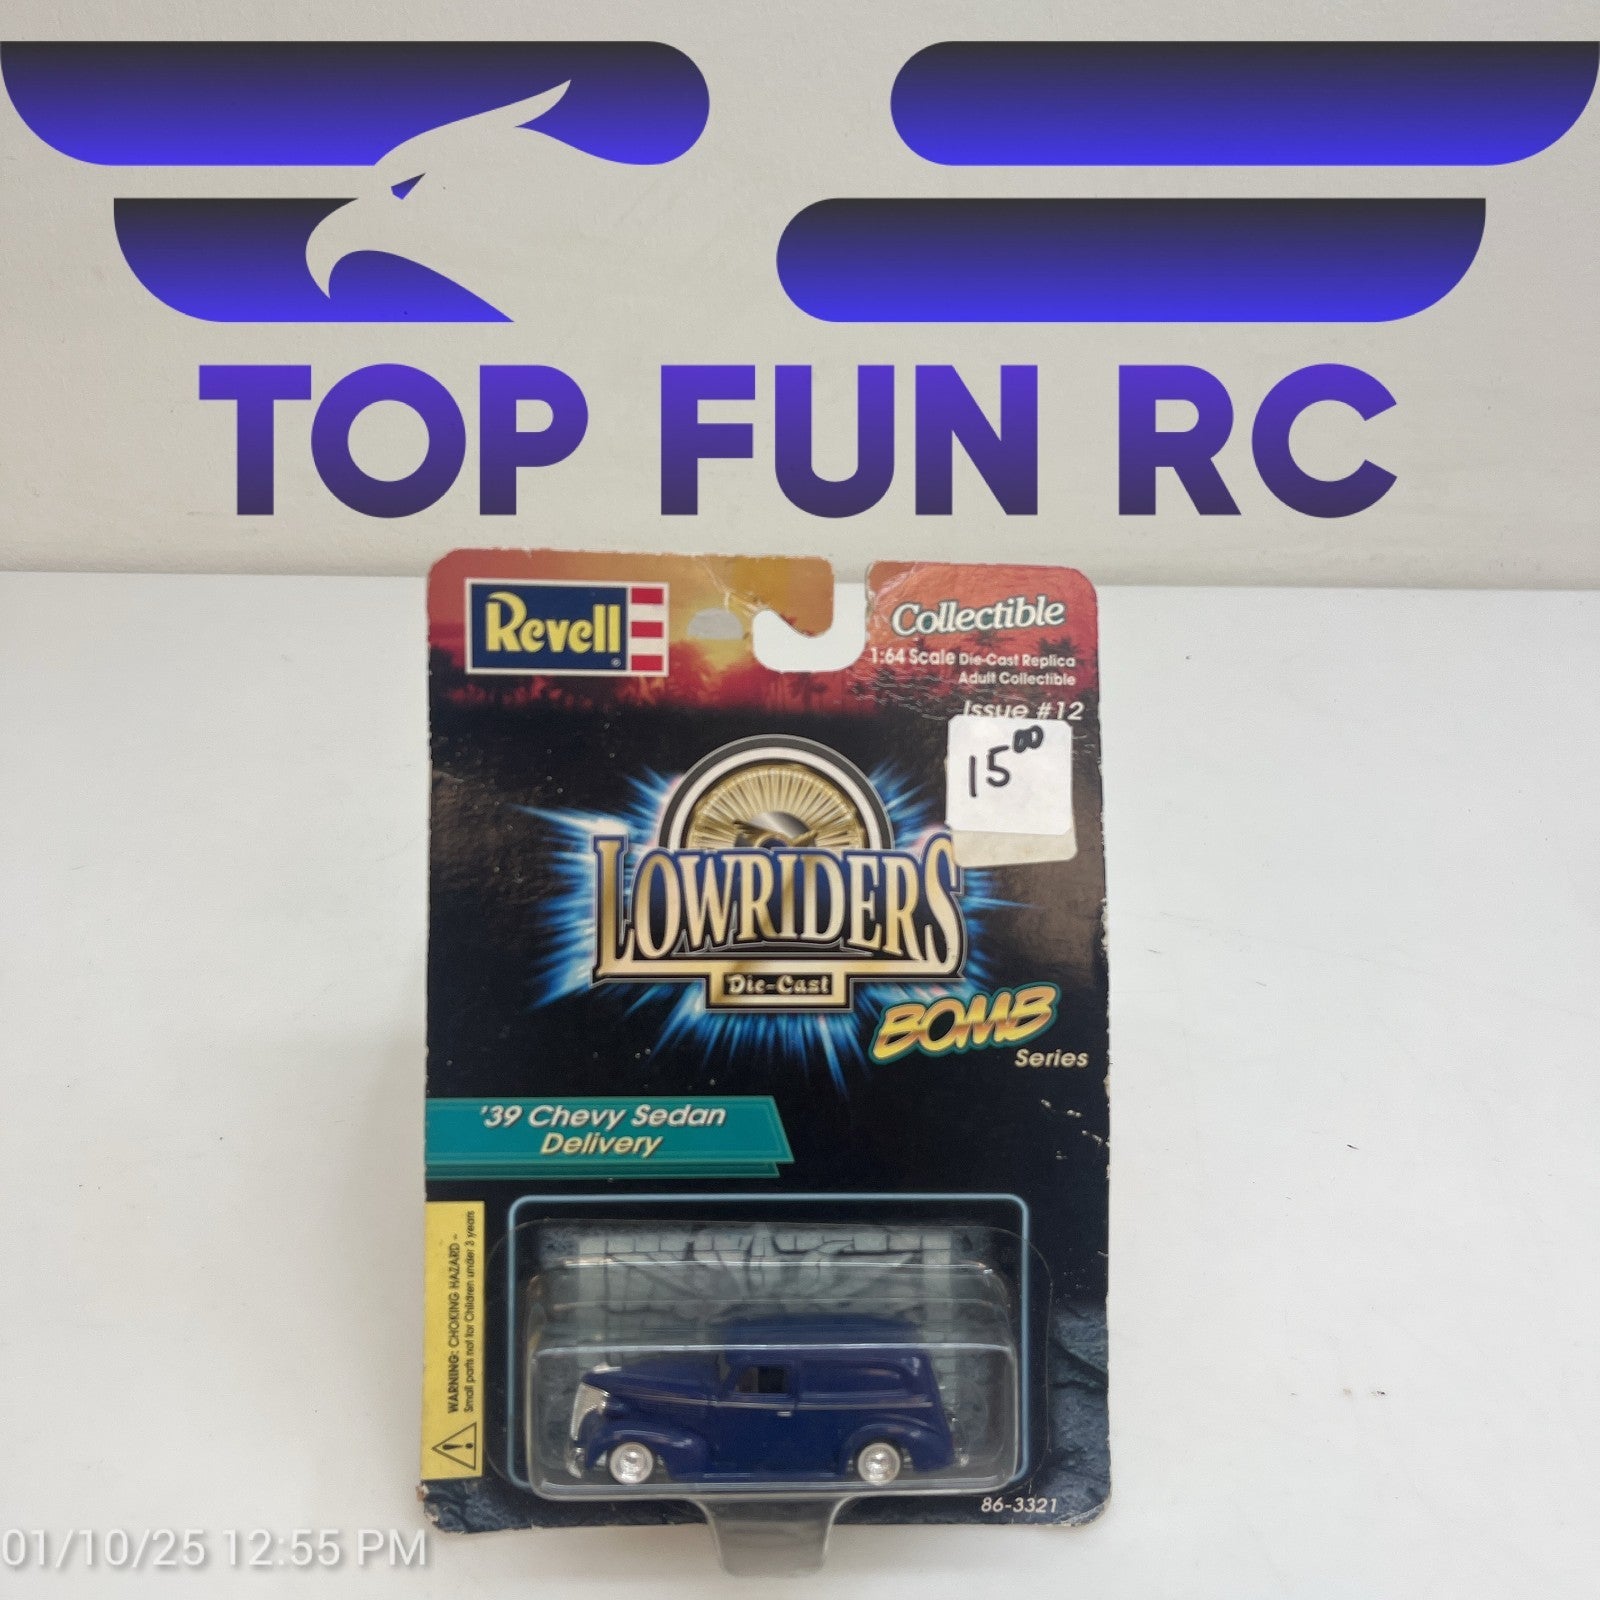 TOP FUN RC
Revell
Collectible
1:64 Scale Die-Cast Replica
Adult Collectible
Issue #12
15⁰⁰
LOWRIDERS
Die-Cast
BOMB
Series
'39 Chevy Sedan
Delivery
WARNING: CHOKING HAZARD -
Small parts not for Children under 3 years
86-3321
01/10/25 12:55 PM